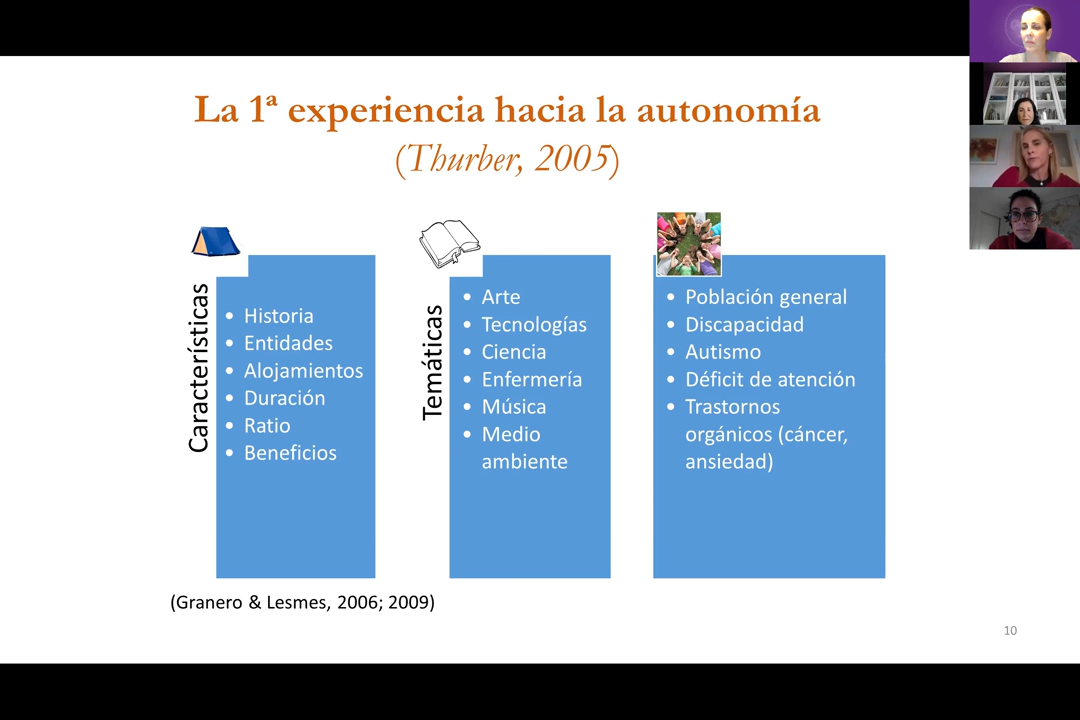 La 1ª experiencia hacia la autonomía
(Thurber, 2005)
Características
• Historia
• Entidades
• Alojamientos
• Duración
• Ratio
• Beneficios
Temáticas
• Arte
• Tecnologías
• Ciencia
• Enfermería
• Música
• Medio
ambiente
• Población general
• Discapacidad
• Autismo
• Déficit de atención
• Trastornos
orgánicos (cáncer,
ansiedad)
(Granero & Lesmes, 2006; 2009)
10